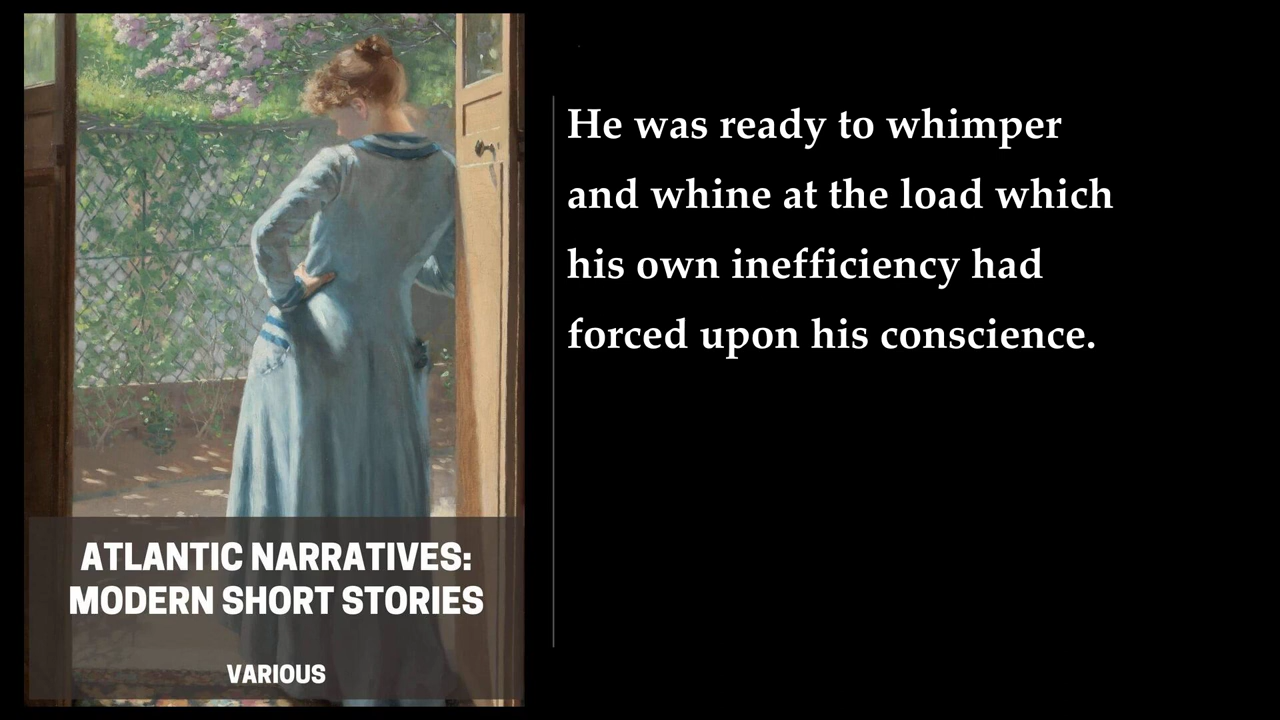 He was ready to whimper
and whine at the load which
his own inefficiency had
forced upon his conscience.
ATLANTIC NARRATIVES:
MODERN SHORT STORIES
VARIOUS